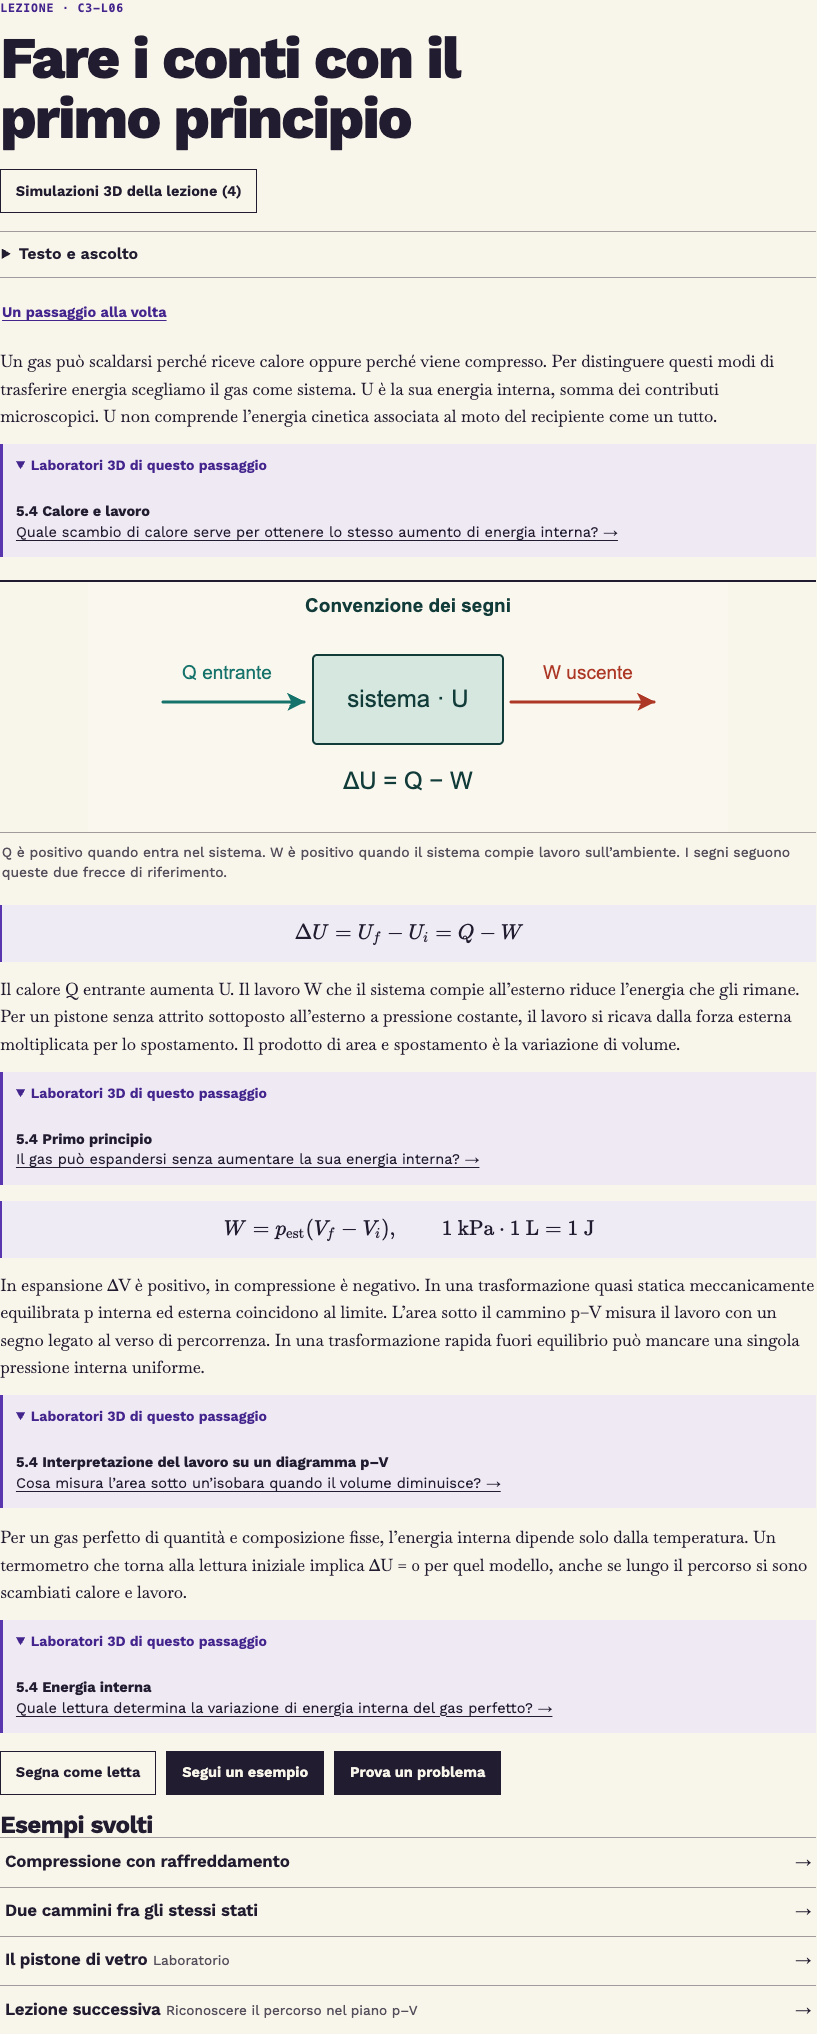 LEZIONE · C3–L06
Fare i conti con il
primo principio
Simulazioni 3D della lezione (4)
▶ Testo e ascolto
Un passaggio alla volta
Un gas può scaldarsi perché riceve calore oppure perché viene compresso. Per distinguere questi modi di
trasferire energia scegliamo il gas come sistema. U è la sua energia interna, somma dei contributi
microscopici. U non comprende l’energia cinetica associata al moto del recipiente come un tutto.
▼ Laboratori 3D di questo passaggio
5.4 Calore e lavoro
Quale scambio di calore serve per ottenere lo stesso aumento di energia interna? →
Convenzione dei segni
Q entrante
sistema · U
W uscente
ΔU = Q − W
Q è positivo quando entra nel sistema. W è positivo quando il sistema compie lavoro sull’ambiente. I segni seguono
queste due frecce di riferimento.
ΔU = U_f − U_i = Q − W
Il calore Q entrante aumenta U. Il lavoro W che il sistema compie all’esterno riduce l’energia che gli rimane.
Per un pistone senza attrito sottoposto all’esterno a pressione costante, il lavoro si ricava dalla forza esterna
moltiplicata per lo spostamento. Il prodotto di area e spostamento è la variazione di volume.
▼ Laboratori 3D di questo passaggio
5.4 Primo principio
Il gas può espandersi senza aumentare la sua energia interna? →
W = p_est(V_f − V_i), 1 kPa · 1 L = 1 J
In espansione ΔV è positivo, in compressione è negativo. In una trasformazione quasi statica meccanicamente
equilibrata p interna ed esterna coincidono al limite. L’area sotto il cammino p–V misura il lavoro con un
segno legato al verso di percorrenza. In una trasformazione rapida fuori equilibrio può mancare una singola
pressione interna uniforme.
▼ Laboratori 3D di questo passaggio
5.4 Interpretazione del lavoro su un diagramma p–V
Cosa misura l’area sotto un’isobara quando il volume diminuisce? →
Per un gas perfetto di quantità e composizione fisse, l’energia interna dipende solo dalla temperatura. Un
termometro che torna alla lettura iniziale implica ΔU = 0 per quel modello, anche se lungo il percorso si sono
scambiati calore e lavoro.
▼ Laboratori 3D di questo passaggio
5.4 Energia interna
Quale lettura determina la variazione di energia interna del gas perfetto? →
Segna come letta Segui un esempio Prova un problema
Esempi svolti
Compressione con raffreddamento →
Due cammini fra gli stessi stati →
Il pistone di vetro Laboratorio →
Lezione successiva Riconoscere il percorso nel piano p–V →